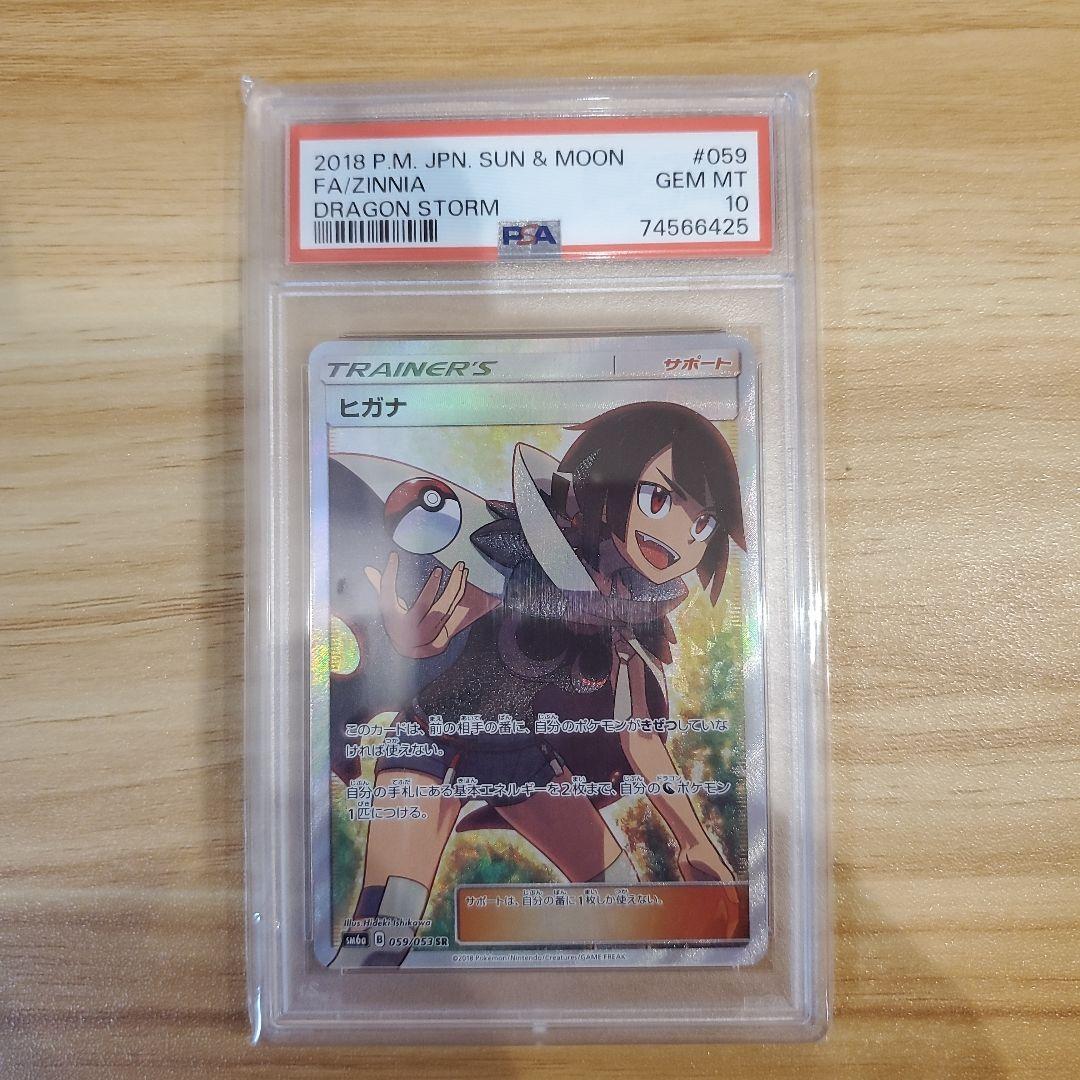 2018 P.M. JPN. SUN & MOON #059
FA/ZINNIA GEM MT
DRAGON STORM 10
PSA 74566425
TRAINER'S サポート
ヒガナ
このカードは、前の相手の番に、自分のポケモンがきぜつしていな
ければ使えない。
自分の手札にある基本エネルギーを2枚まで、自分のポケモン
1匹につける。
サポートは、自分の番に1枚しか使えない。
illus. Hideki Ishikawa
SM6a B 059/053 SR
©2018 Pokémon/Nintendo/Creatures/GAME FREAK